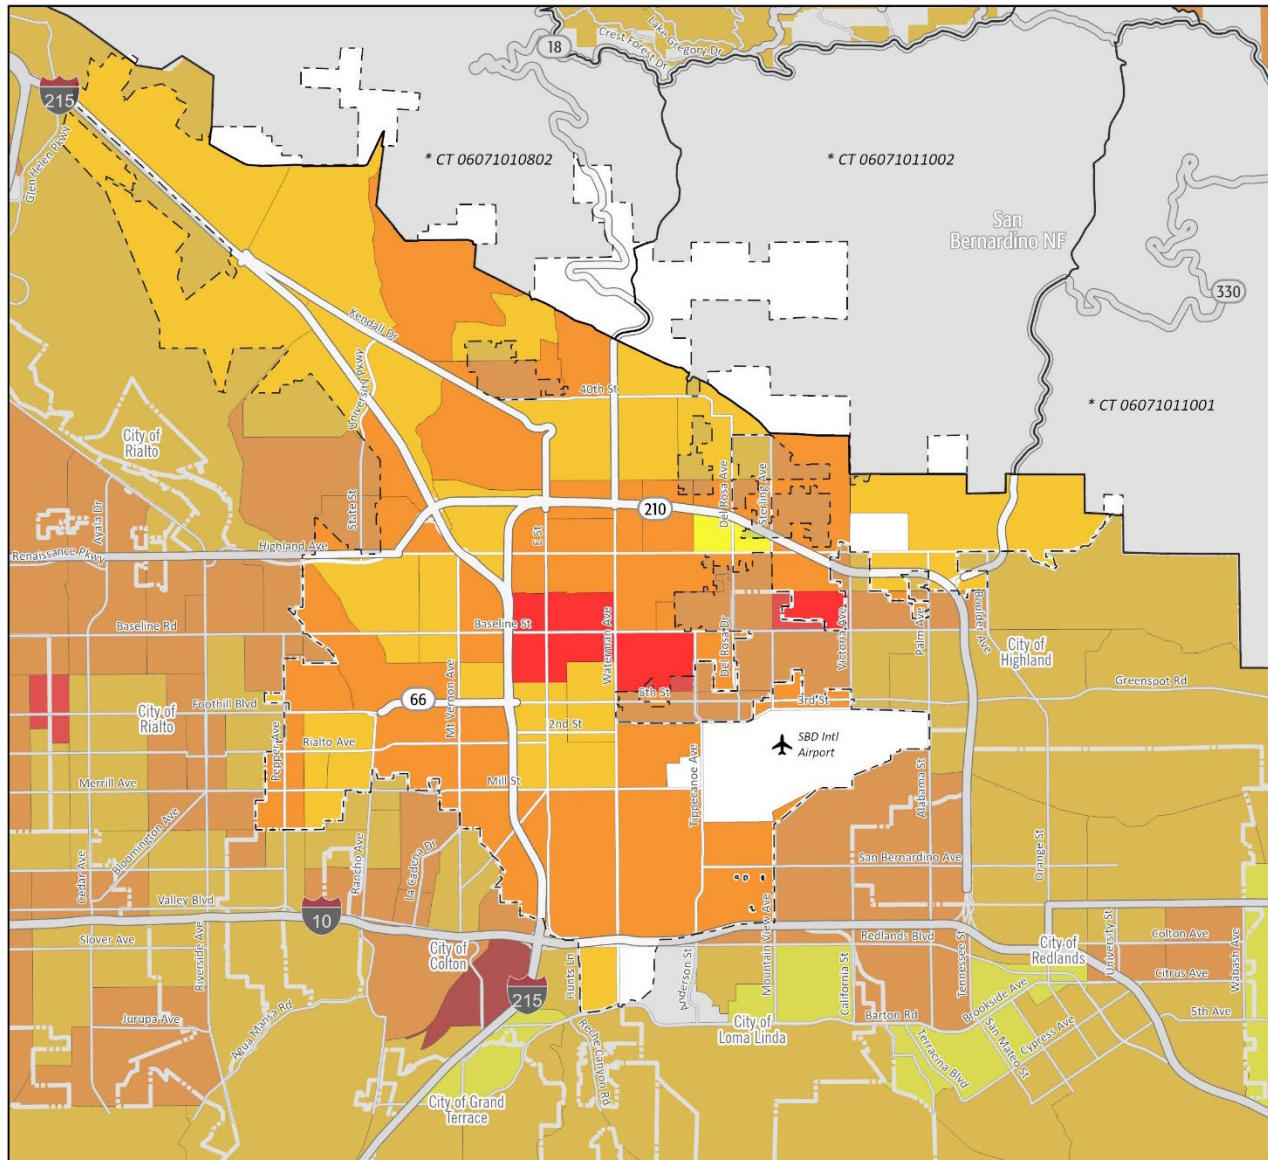 Lake Gregory Dr
Crest Forest Dr
18
215
Glen Helen Pkwy
* CT 06071010802
* CT 06071011002
San
Bernardino NF
330
Kendall Dr
University Pkwy
40th St
* CT 06071011001
City of
Rialto
Ayala Dr
State St
Del Rosa Ave
Sterling Ave
210
E St
Highland Ave
Renaissance Pkwy
Baseline Rd
Baseline St
Waterman Ave
Mt Vernon Ave
Del Rosa Dr
Victoria Ave
Palm Ave
Boulder Ave
City of
Highland
Greenspot Rd
City of
Rialto
Foothill Blvd
66
6th St
3rd St
2nd St
Pepper Ave
Rialto Ave
SBD Intl
Airport
Merrill Ave
Mill St
Tippecanoe Ave
Alabama St
Bloomington Ave
Cedar Ave
Rancho Ave
La Cadena Dr
San Bernardino Ave
Orange St
Valley Blvd
10
Mountain View Ave
Slover Ave
Riverside Ave
City of
Colton
Redlands Blvd
Tennessee St
City of
Redlands
University St
Colton Ave
Citrus Ave
Wabash Ave
215
Hunts Ln
Anderson St
California St
Jurupa Ave
Agua Mansa Rd
Reche Canyon Rd
City of
Loma Linda
Barton Rd
Brookside Ave
San Mateo St
Cypress Ave
5th Ave
Terracina Blvd
City of Grand
Terrace